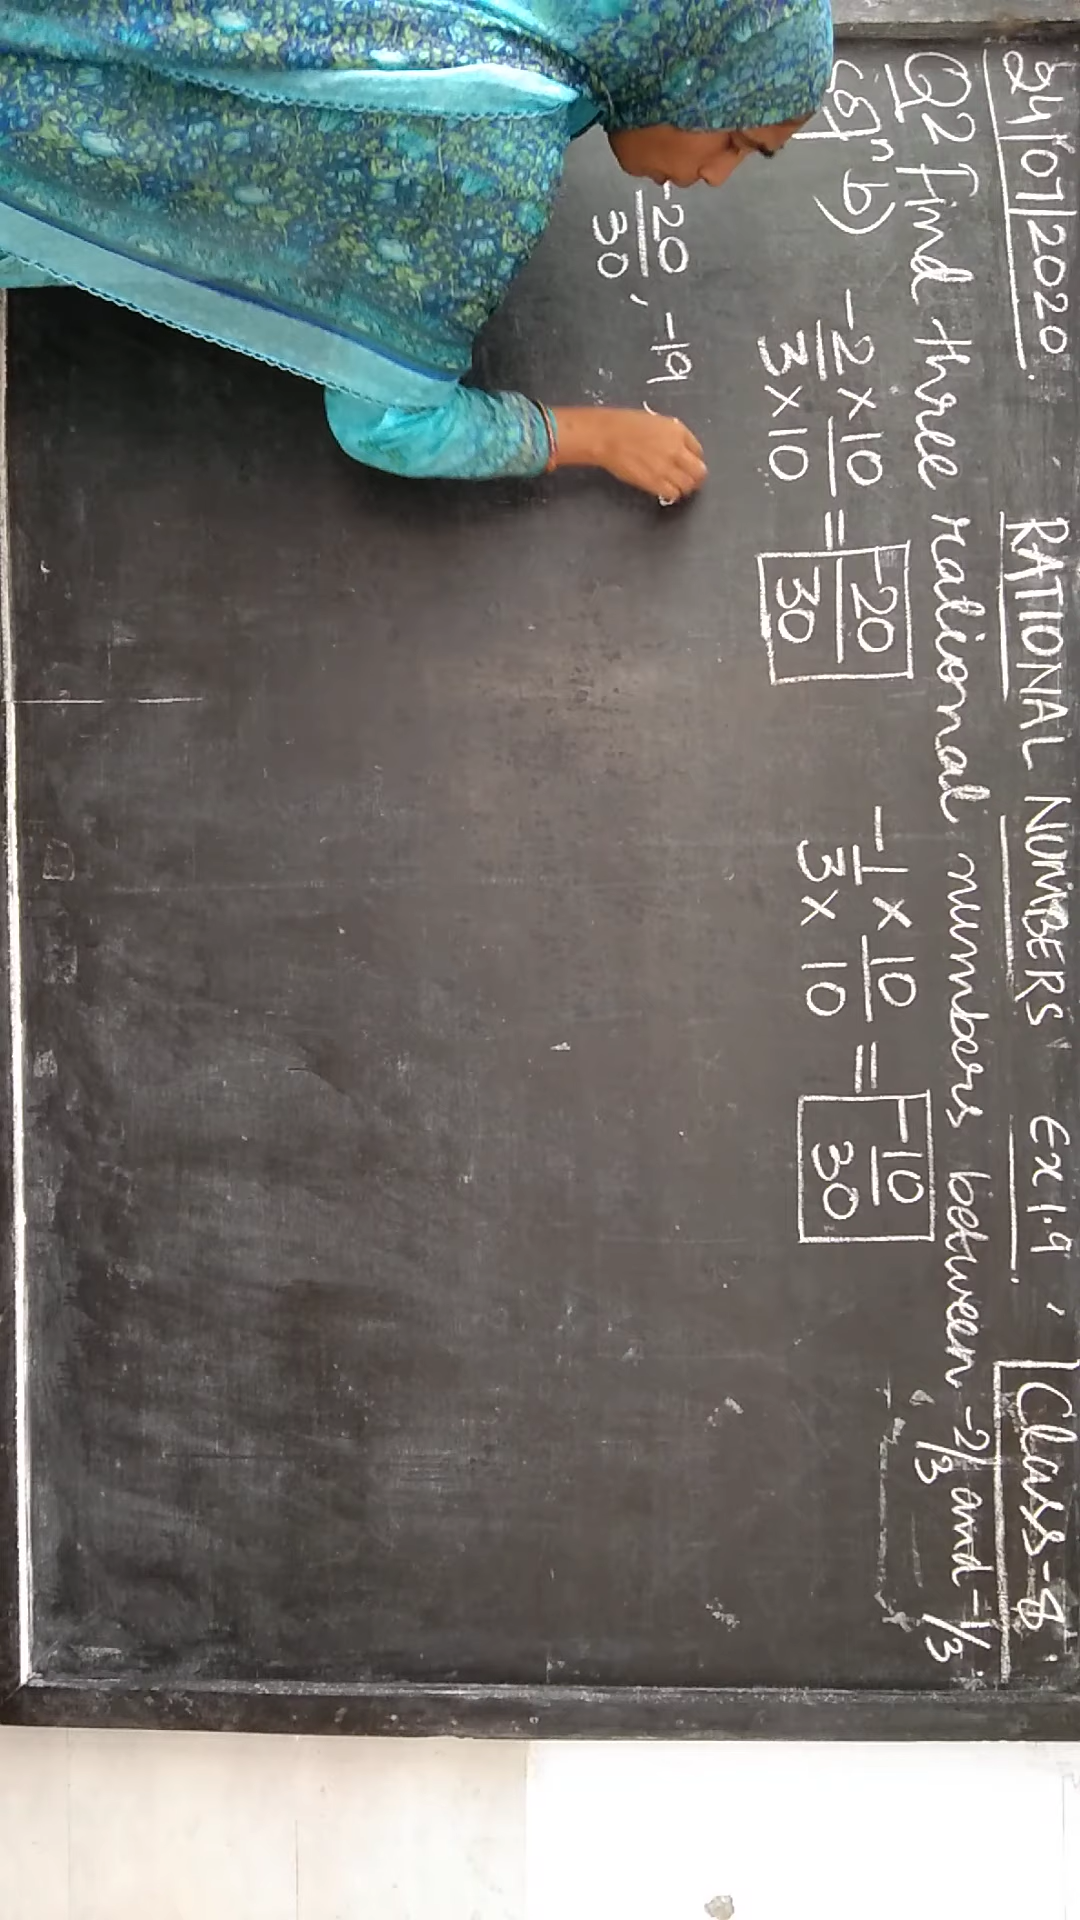 24/07/2020. RATIONAL NUMBERS Ex 1.9, Class-8.
Q2 find three rational numbers between -2/3 and -1/3.
b) -2/3 × 10/10 = -20/30 -1/3 × 10/10 = -10/30
-20/30, -19